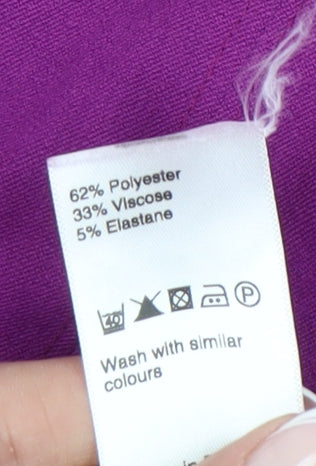 62% Polyester
33% Viscose
5% Elastane
40 P
Wash with similar
colours